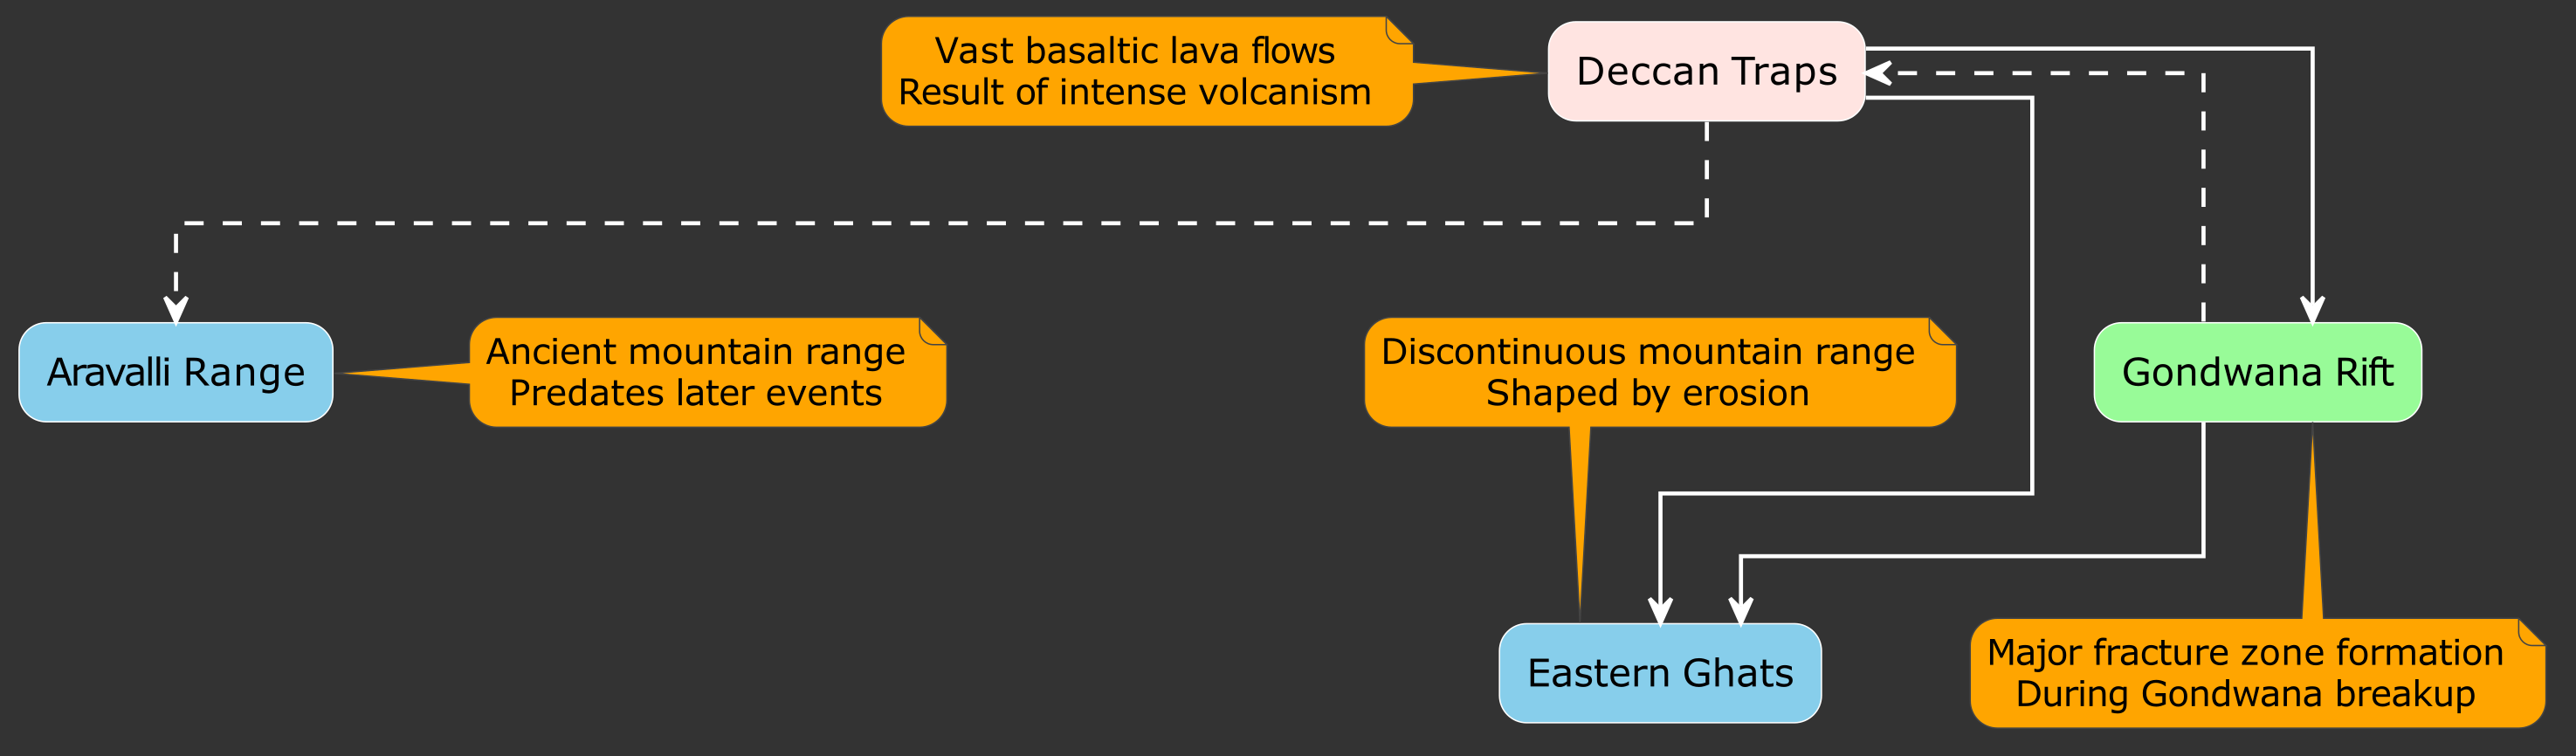 Vast basaltic lava flows
Result of intense volcanism
Deccan Traps
Aravalli Range
Ancient mountain range
Predates later events
Discontinuous mountain range
Shaped by erosion
Gondwana Rift
Eastern Ghats
Major fracture zone formation
During Gondwana breakup